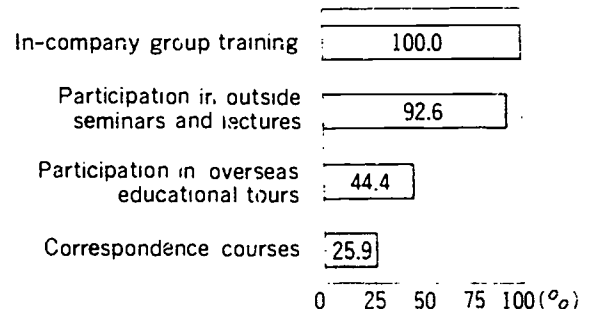 In-company group training 100.0
Participation in outside
seminars and lectures 92.6
Participation in overseas
educational tours 44.4
Correspondence courses 25.9
0 25 50 75 100(%)